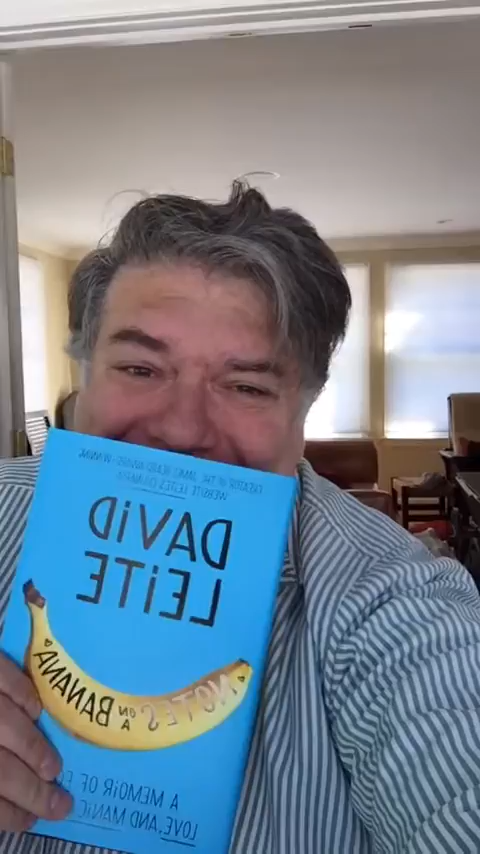 CREATOR OF THE JAMES BEARD AWARD-WINNING
WEBSITE LEITE'S CULINARIA
DAViD
LEiTE
NOTES ON A BANANA
A MEMOiR OF
LOVE, AND MANiC